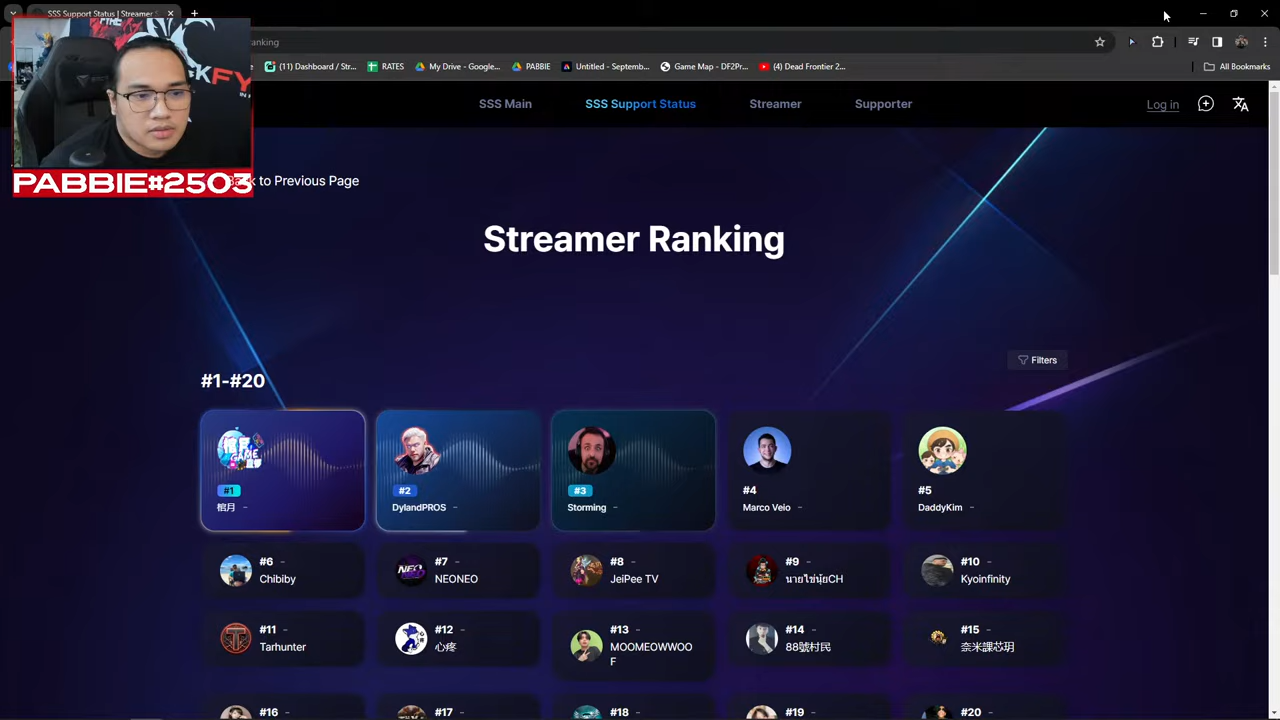 SSS Support Status | Streamer
ranking
(11) Dashboard / Str...
RATES
My Drive - Google...
PABBIE
Untitled - Septemb...
Game Map - DF2Pr...
(4) Dead Frontier 2...
All Bookmarks
SSS Main
SSS Support Status
Streamer
Supporter
Log in
PABBIE#2503
to Previous Page
Streamer Ranking
Filters
#1-#20
#1
棺月 -
#2
DylandPROS -
#3
Storming -
#4
Marco Veio -
#5
DaddyKim -
#6 -
Chibiby
#7 -
NEONEO
#8 -
JeiPee TV
#9 -
นายไข่นุ้ยCH
#10 -
Kyoinfinity
#11 -
Tarhunter
#12 -
心疼
#13 -
MOOMEOWWOO
F
#14 -
88號村民
#15 -
奈米課芯玥
#16 -
#17 -
#18 -
#19 -
#20 -